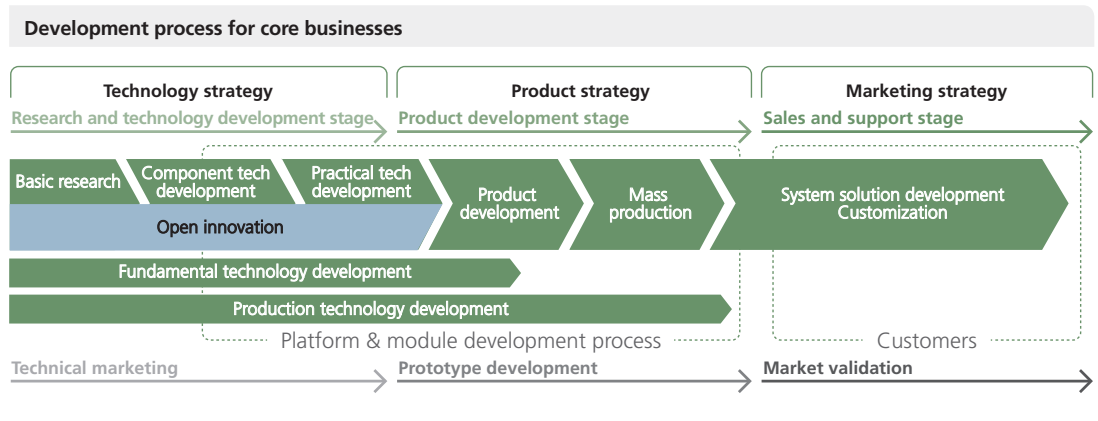 Development process for core businesses
Technology strategy
Product strategy
Marketing strategy
Research and technology development stage
Product development stage
Sales and support stage
Basic research
Component tech
development
Practical tech
development
Product
development
Mass
production
System solution development
Customization
Open innovation
Fundamental technology development
Production technology development
Platform & module development process
Customers
Technical marketing
Prototype development
Market validation